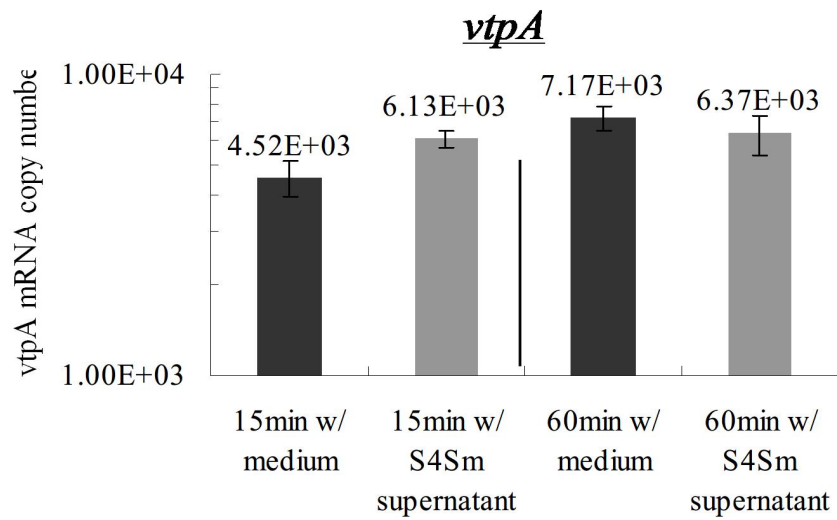 vtpA
vtpA mRNA copy numbe
1.00E+04
1.00E+03
4.52E+03
6.13E+03
7.17E+03
6.37E+03
15min w/
medium
15min w/
S4Sm
supernatant
60min w/
medium
60min w/
S4Sm
supernatant